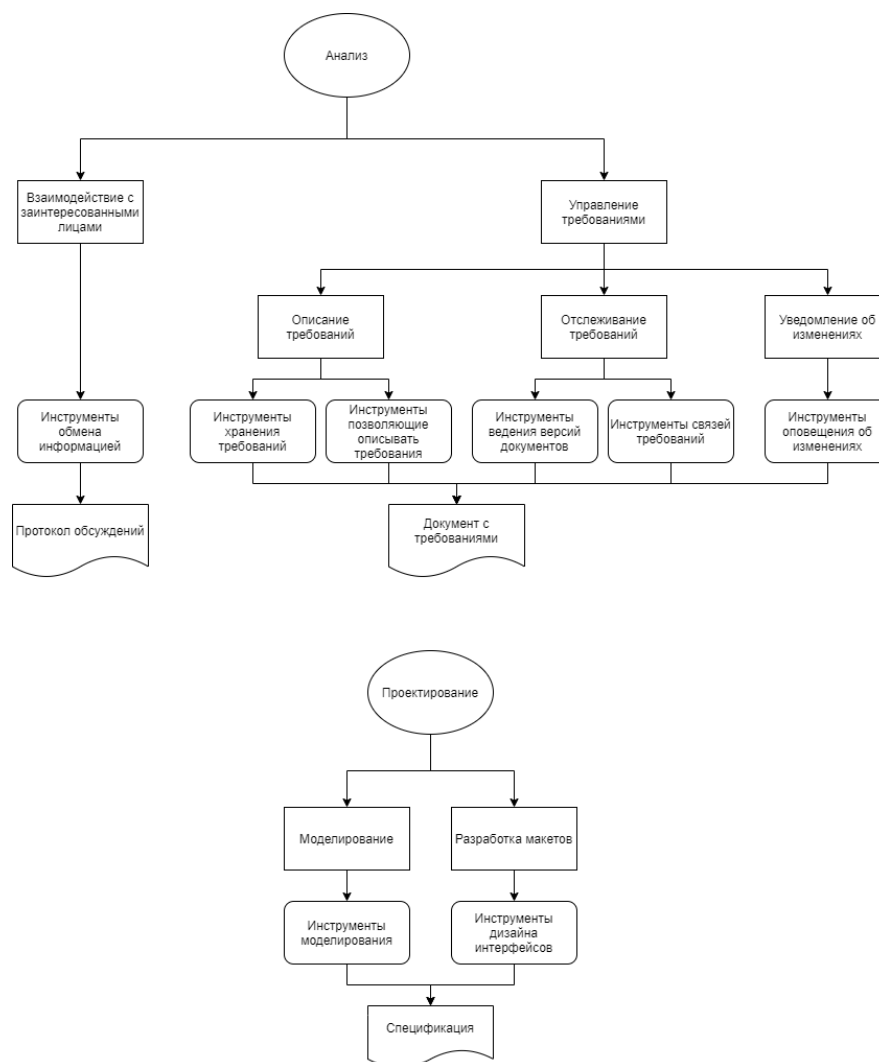 Анализ
Взаимодействие с
заинтересованными
лицами
Управление
требованиями
Описание
требований
Отслеживание
требований
Уведомление об
изменениях
Инструменты
обмена
информацией
Инструменты
хранения
требований
Инструменты
позволяющие
описывать
требования
Инструменты
ведения версий
документов
Инструменты связей
требований
Инструменты
оповещения об
изменениях
Протокол обсуждений
Документ с
требованиями
Проектирование
Моделирование
Разработка макетов
Инструменты
моделирования
Инструменты
дизайна
интерфейсов
Спецификация